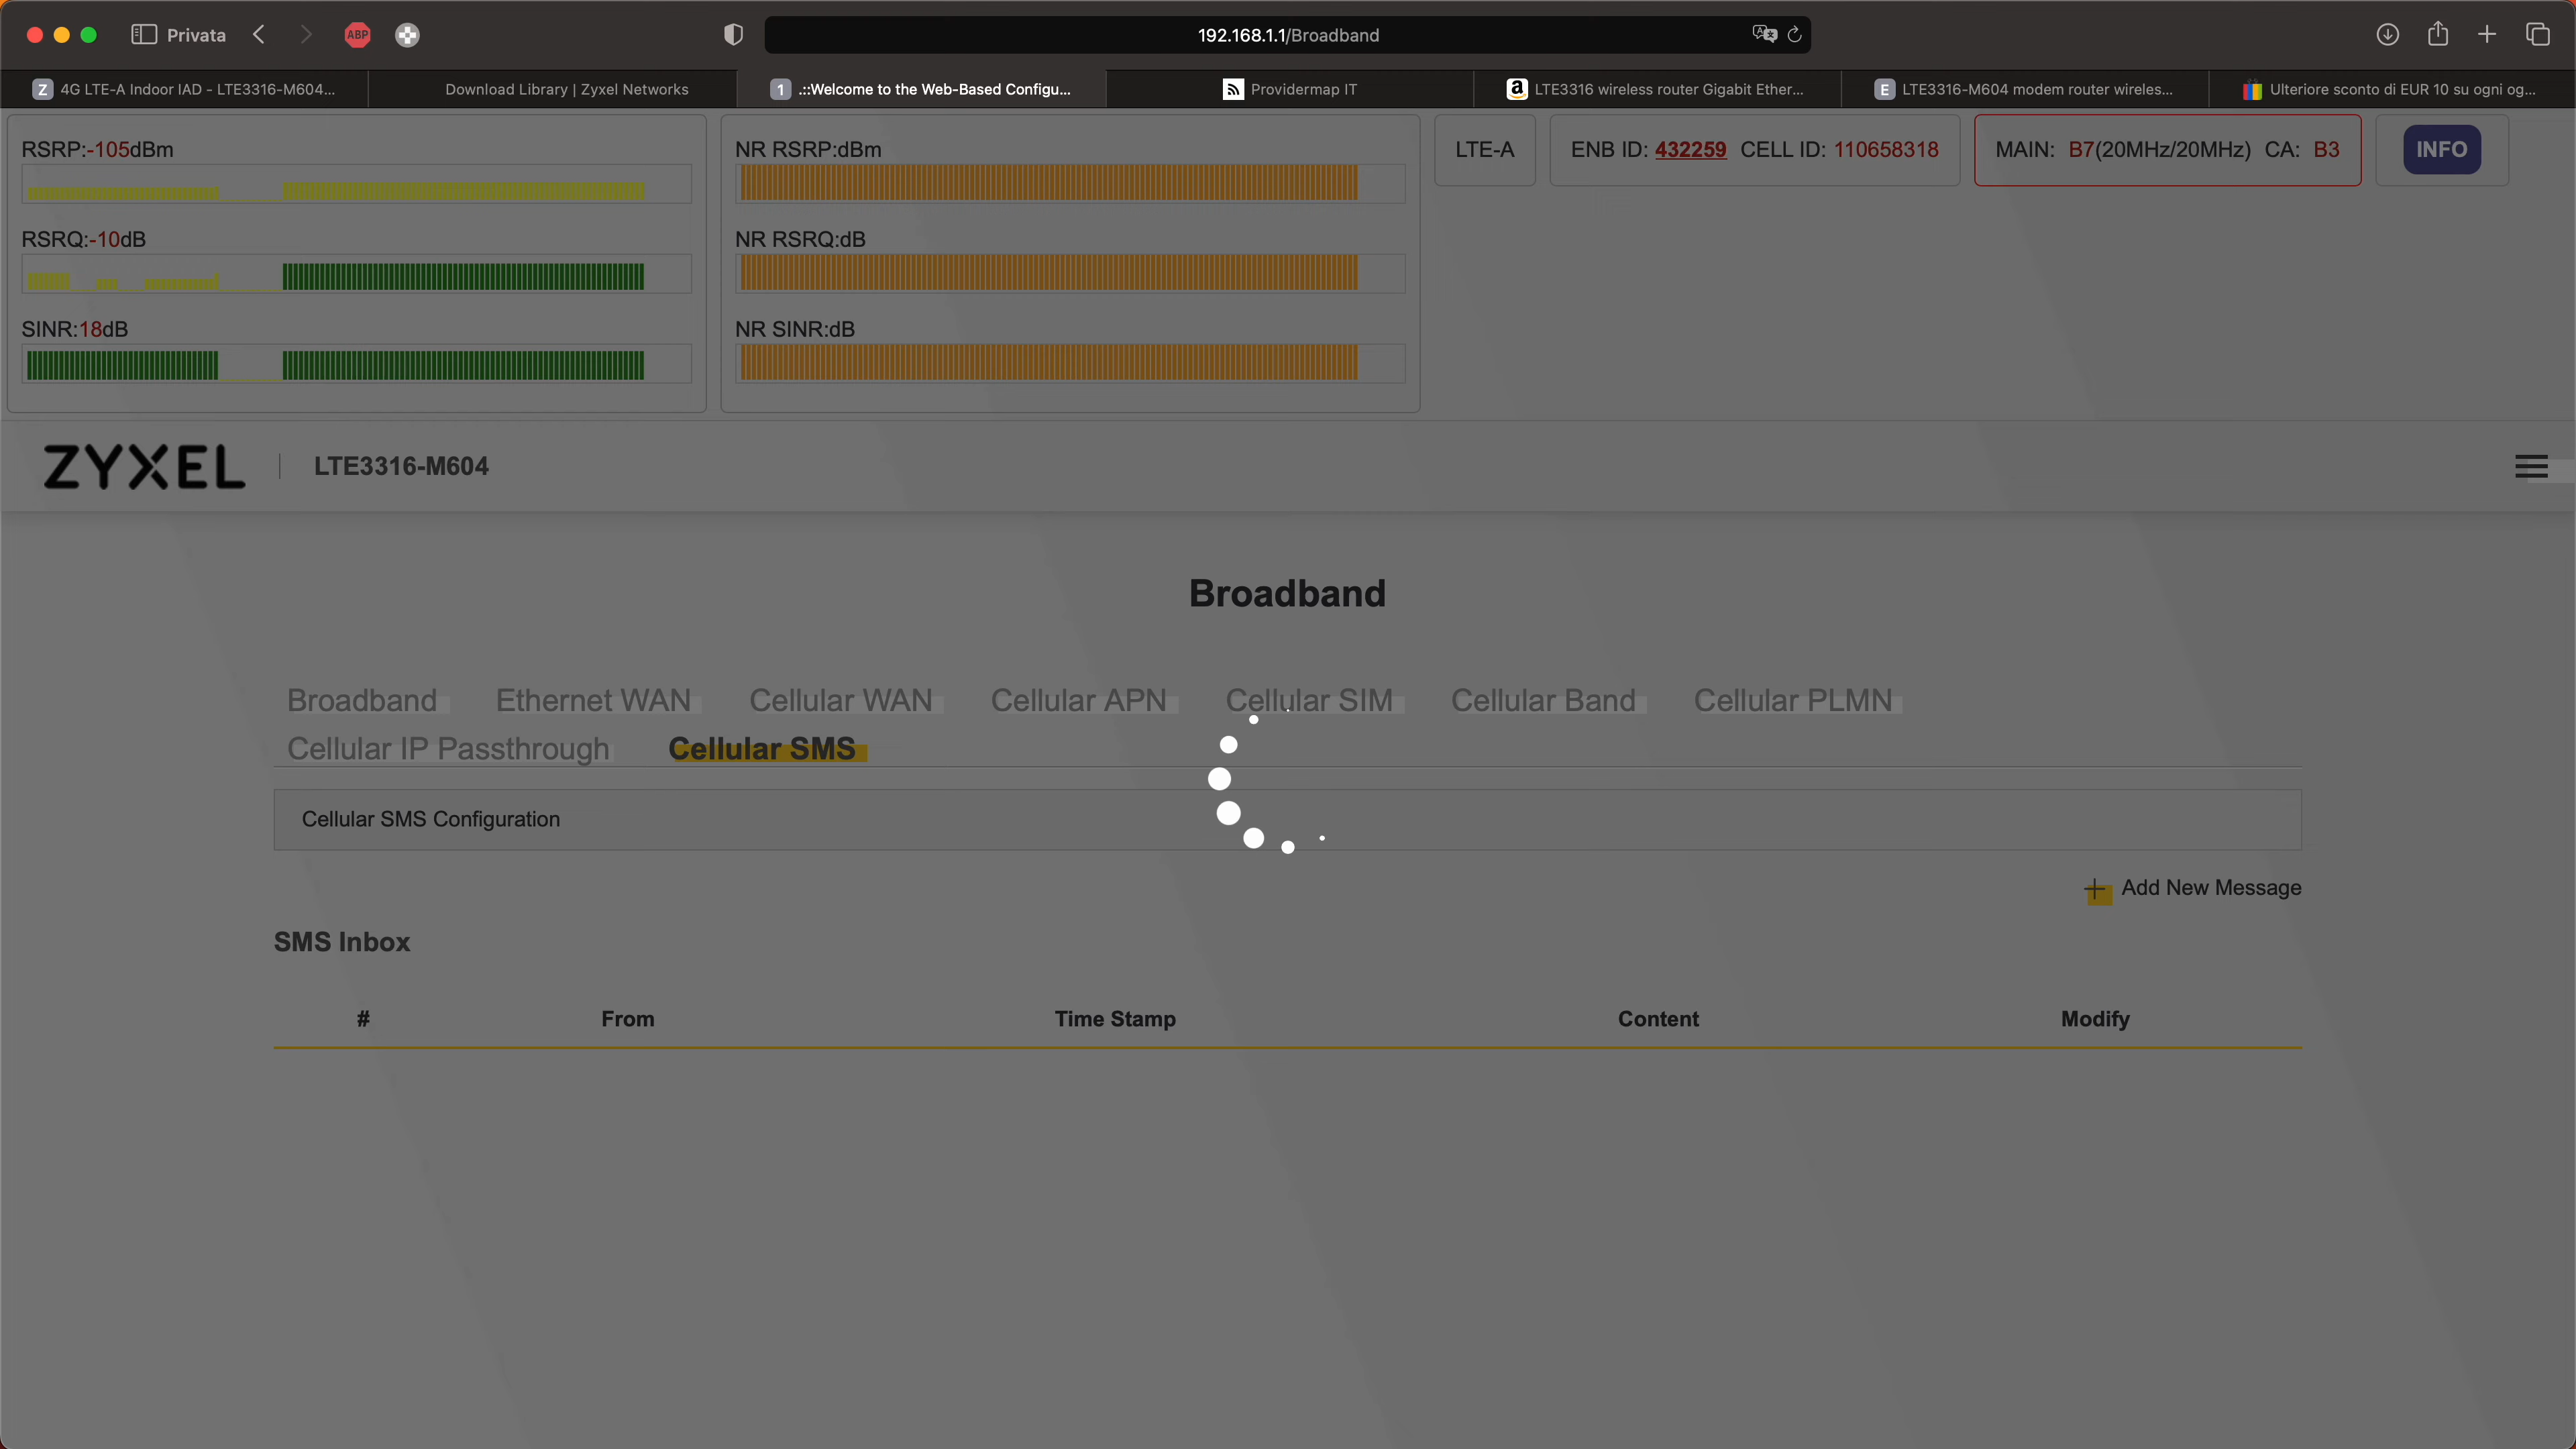 Privata
ABP
192.168.1.1/Broadband
Z 4G LTE-A Indoor IAD - LTE3316-M604...
Download Library | Zyxel Networks
1 .::Welcome to the Web-Based Configu...
Providermap IT
a LTE3316 wireless router Gigabit Ether...
E LTE3316-M604 modem router wireles...
Ulteriore sconto di EUR 10 su ogni og...
RSRP:-105dBm
RSRQ:-10dB
SINR:18dB
NR RSRP:dBm
NR RSRQ:dB
NR SINR:dB
LTE-A
ENB ID: 432259 CELL ID: 110658318
MAIN: B7(20MHz/20MHz) CA: B3
INFO
ZYXEL LTE3316-M604
Broadband
Broadband Ethernet WAN Cellular WAN Cellular APN Cellular SIM Cellular Band Cellular PLMN
Cellular IP Passthrough Cellular SMS
Cellular SMS Configuration
Add New Message
SMS Inbox
# From Time Stamp Content Modify